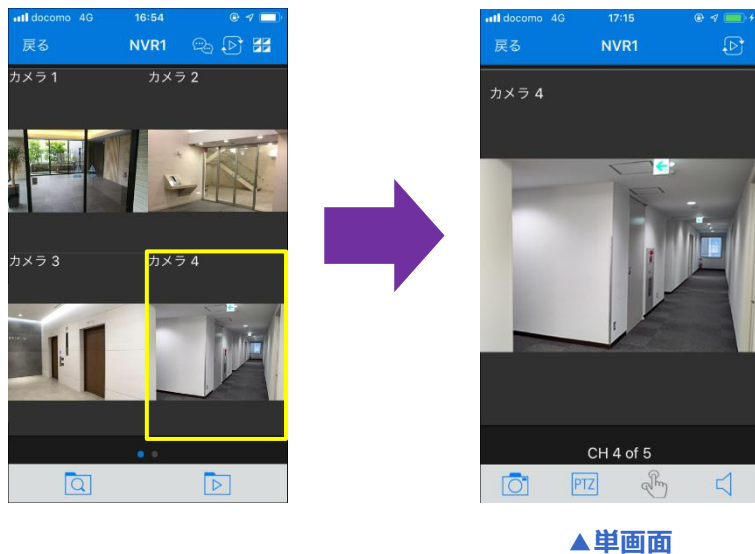 docomo 4G 16:54
戻る NVR1
カメラ 1 カメラ 2
カメラ 3 カメラ 4
docomo 4G 17:15
戻る NVR1
カメラ 4
CH 4 of 5
PTZ
▲単画面